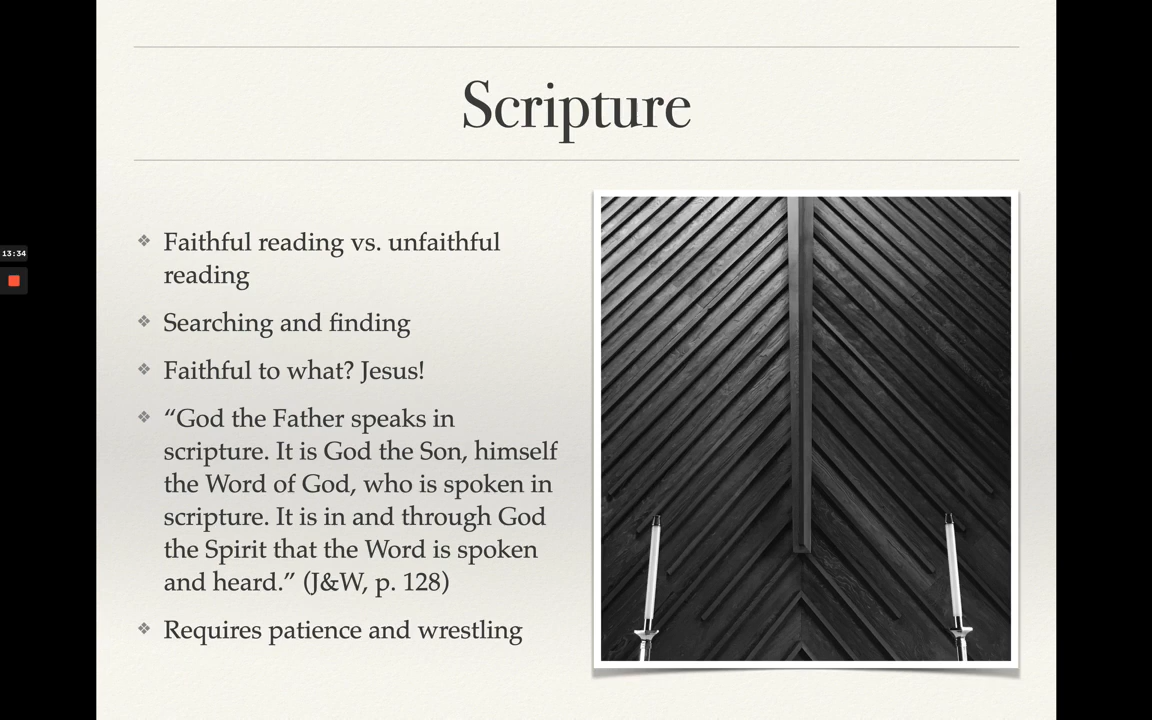 Scripture
13:34
Faithful reading vs. unfaithful
reading
Searching and finding
Faithful to what? Jesus!
“God the Father speaks in
scripture. It is God the Son, himself
the Word of God, who is spoken in
scripture. It is in and through God
the Spirit that the Word is spoken
and heard.” (J&W, p. 128)
Requires patience and wrestling